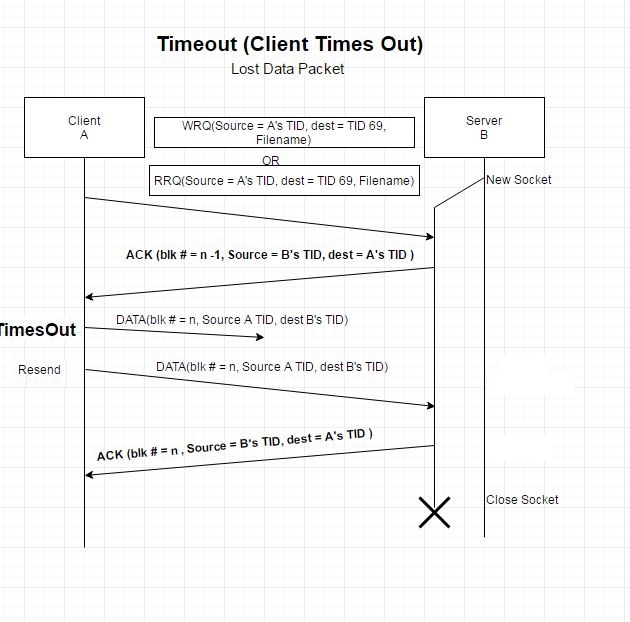 Timeout (Client Times Out)
Lost Data Packet
Client
A
WRQ(Source = A's TID, dest = TID 69,
Filename)
OR
RRQ(Source = A's TID, dest = TID 69, Filename)
Server
B
New Socket
ACK (blk # = n -1, Source = B's TID, dest = A's TID )
DATA(blk # = n, Source A TID, dest B's TID)
TimesOut
Resend
DATA(blk # = n, Source A TID, dest B's TID)
ACK (blk # = n , Source = B's TID, dest = A's TID )
Close Socket